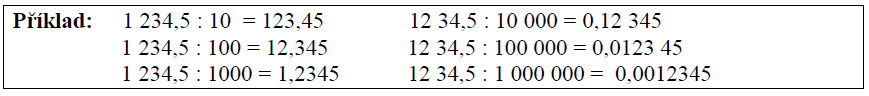 Příklad: 1 234,5 : 10 = 123,45 12 34,5 : 10 000 = 0,12 345
1 234,5 : 100 = 12,345 12 34,5 : 100 000 = 0,0123 45
1 234,5 : 1000 = 1,2345 12 34,5 : 1 000 000 = 0,0012345